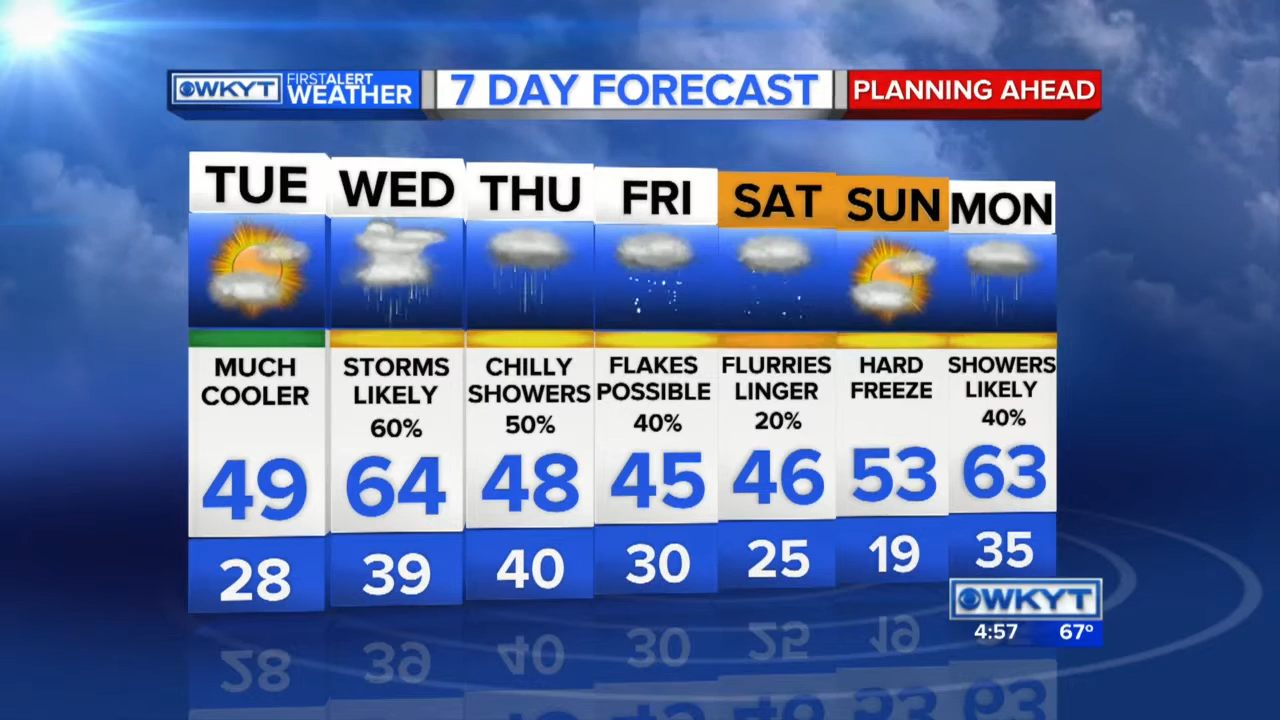 WKYT FIRST ALERT WEATHER 7 DAY FORECAST PLANNING AHEAD
TUE WED THU FRI SAT SUN MON
MUCH COOLER
49
28
STORMS LIKELY
60%
64
39
CHILLY SHOWERS
50%
48
40
FLAKES POSSIBLE
40%
45
30
FLURRIES LINGER
20%
46
25
HARD FREEZE
53
19
SHOWERS LIKELY
40%
63
35
WKYT
4:57 67°